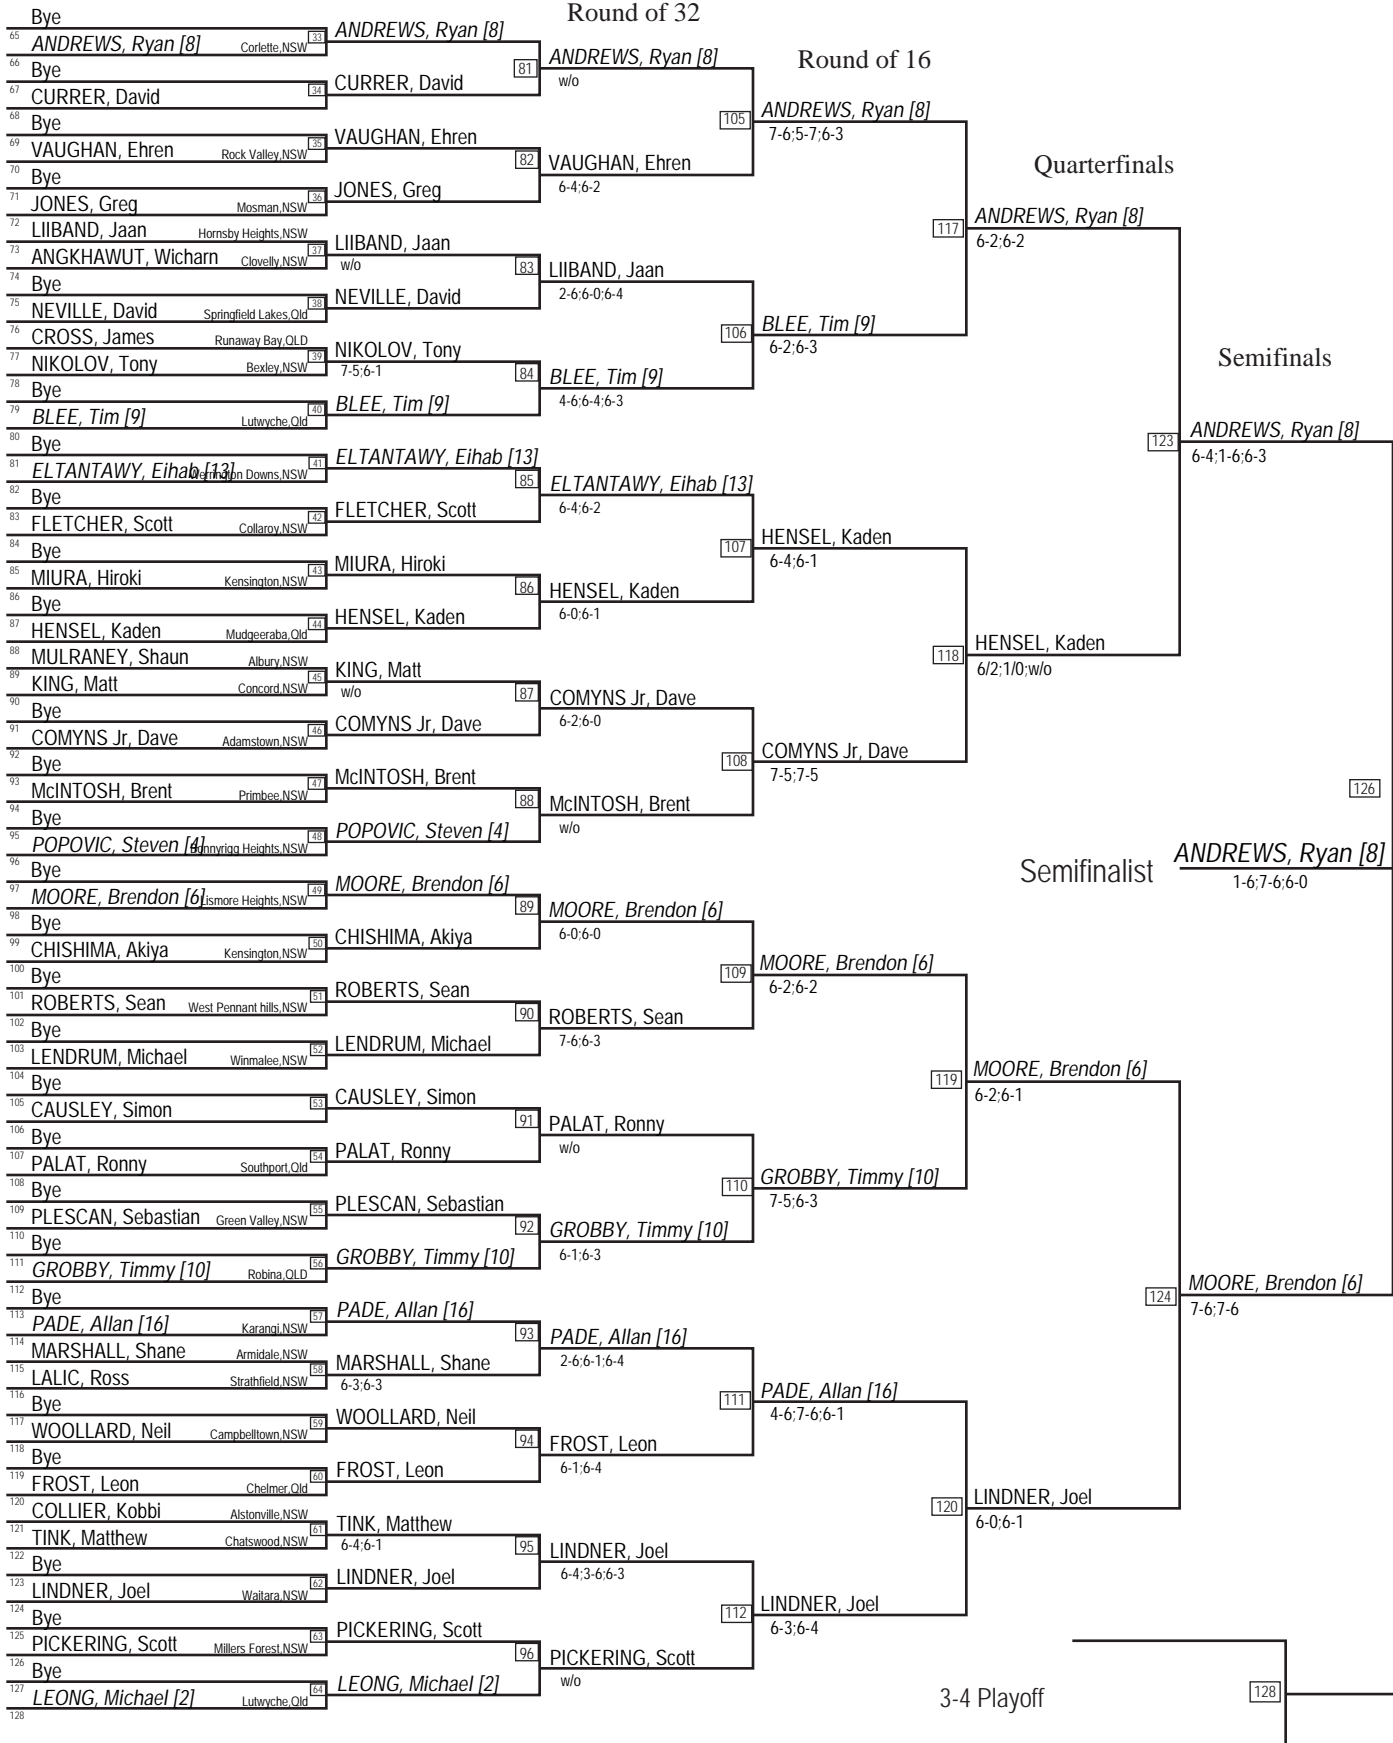 Round of 32
Round of 16
Quarterfinals
Semifinals
Bye
65 ANDREWS, Ryan [8] Corlette,NSW 33
66 Bye
67 CURRER, David 34
68 Bye
69 VAUGHAN, Ehren Rock Valley,NSW 35
70 Bye
71 JONES, Greg Mosman,NSW 36
72 LIIBAND, Jaan Hornsby Heights,NSW
73 ANGKHAWUT, Wicharn Clovelly,NSW 37
74 Bye
75 NEVILLE, David Springfield Lakes,Qld 38
76 CROSS, James Runaway Bay,QLD
77 NIKOLOV, Tony Bexley,NSW 39
78 Bye
79 BLEE, Tim [9] Lutwyche,Qld 40
80 Bye
81 ELTANTAWY, Eihab [13] Werrington Downs,NSW 41
82 Bye
83 FLETCHER, Scott Collaroy,NSW 42
84 Bye
85 MIURA, Hiroki Kensington,NSW 43
86 Bye
87 HENSEL, Kaden Mudgeeraba,Qld 44
88 MULRANEY, Shaun Albury,NSW
89 KING, Matt Concord,NSW 45
90 Bye
91 COMYNS Jr, Dave Adamstown,NSW 46
92 Bye
93 McINTOSH, Brent Primbee,NSW 47
94 Bye
95 POPOVIC, Steven [4] Bonnyrigg Heights,NSW 48
96 Bye
97 MOORE, Brendon [6] Lismore Heights,NSW 49
98 Bye
99 CHISHIMA, Akiya Kensington,NSW 50
100 Bye
101 ROBERTS, Sean West Pennant hills,NSW 51
102 Bye
103 LENDRUM, Michael Winmalee,NSW 52
104 Bye
105 CAUSLEY, Simon 53
106 Bye
107 PALAT, Ronny Southport,Qld 54
108 Bye
109 PLESCAN, Sebastian Green Valley,NSW 55
110 Bye
111 GROBBY, Timmy [10] Robina,QLD 56
112 Bye
113 PADE, Allan [16] Karangi,NSW 57
114 MARSHALL, Shane Armidale,NSW
115 LALIC, Ross Strathfield,NSW 58
116 Bye
117 WOOLLARD, Neil Campbelltown,NSW 59
118 Bye
119 FROST, Leon Chelmer,Qld 60
120 COLLIER, Kobbi Alstonville,NSW
121 TINK, Matthew Chatswood,NSW 61
122 Bye
123 LINDNER, Joel Waitara,NSW 62
124 Bye
125 PICKERING, Scott Millers Forest,NSW 63
126 Bye
127 LEONG, Michael [2] Lutwyche,Qld 64
128
ANDREWS, Ryan [8]
CURRER, David
VAUGHAN, Ehren
JONES, Greg
LIIBAND, Jaan
w/o
NEVILLE, David
NIKOLOV, Tony
7-5;6-1
BLEE, Tim [9]
ELTANTAWY, Eihab [13]
FLETCHER, Scott
MIURA, Hiroki
HENSEL, Kaden
KING, Matt
w/o
COMYNS Jr, Dave
McINTOSH, Brent
POPOVIC, Steven [4]
MOORE, Brendon [6]
CHISHIMA, Akiya
ROBERTS, Sean
LENDRUM, Michael
CAUSLEY, Simon
PALAT, Ronny
PLESCAN, Sebastian
GROBBY, Timmy [10]
PADE, Allan [16]
MARSHALL, Shane
6-3;6-3
WOOLLARD, Neil
FROST, Leon
TINK, Matthew
6-4;6-1
LINDNER, Joel
PICKERING, Scott
LEONG, Michael [2]
81 ANDREWS, Ryan [8]
w/o
82 VAUGHAN, Ehren
6-4;6-2
83 LIIBAND, Jaan
2-6;6-0;6-4
84 BLEE, Tim [9]
4-6;6-4;6-3
85 ELTANTAWY, Eihab [13]
6-4;6-2
86 HENSEL, Kaden
6-0;6-1
87 COMYNS Jr, Dave
6-2;6-0
88 McINTOSH, Brent
w/o
89 MOORE, Brendon [6]
6-0;6-0
90 ROBERTS, Sean
7-6;6-3
91 PALAT, Ronny
w/o
92 GROBBY, Timmy [10]
6-1;6-3
93 PADE, Allan [16]
2-6;6-1;6-4
94 FROST, Leon
6-1;6-4
95 LINDNER, Joel
6-4;3-6;6-3
96 PICKERING, Scott
w/o
105 ANDREWS, Ryan [8]
7-6;5-7;6-3
106 BLEE, Tim [9]
6-2;6-3
107 HENSEL, Kaden
6-4;6-1
108 COMYNS Jr, Dave
7-5;7-5
109 MOORE, Brendon [6]
6-2;6-2
110 GROBBY, Timmy [10]
7-5;6-3
111 PADE, Allan [16]
4-6;7-6;6-1
112 LINDNER, Joel
6-3;6-4
117 ANDREWS, Ryan [8]
6-2;6-2
118 HENSEL, Kaden
6/2;1/0;w/o
119 MOORE, Brendon [6]
6-2;6-1
120 LINDNER, Joel
6-0;6-1
123 ANDREWS, Ryan [8]
6-4;1-6;6-3
124 MOORE, Brendon [6]
7-6;7-6
126
Semifinalist ANDREWS, Ryan [8]
1-6;7-6;6-0
3-4 Playoff 128